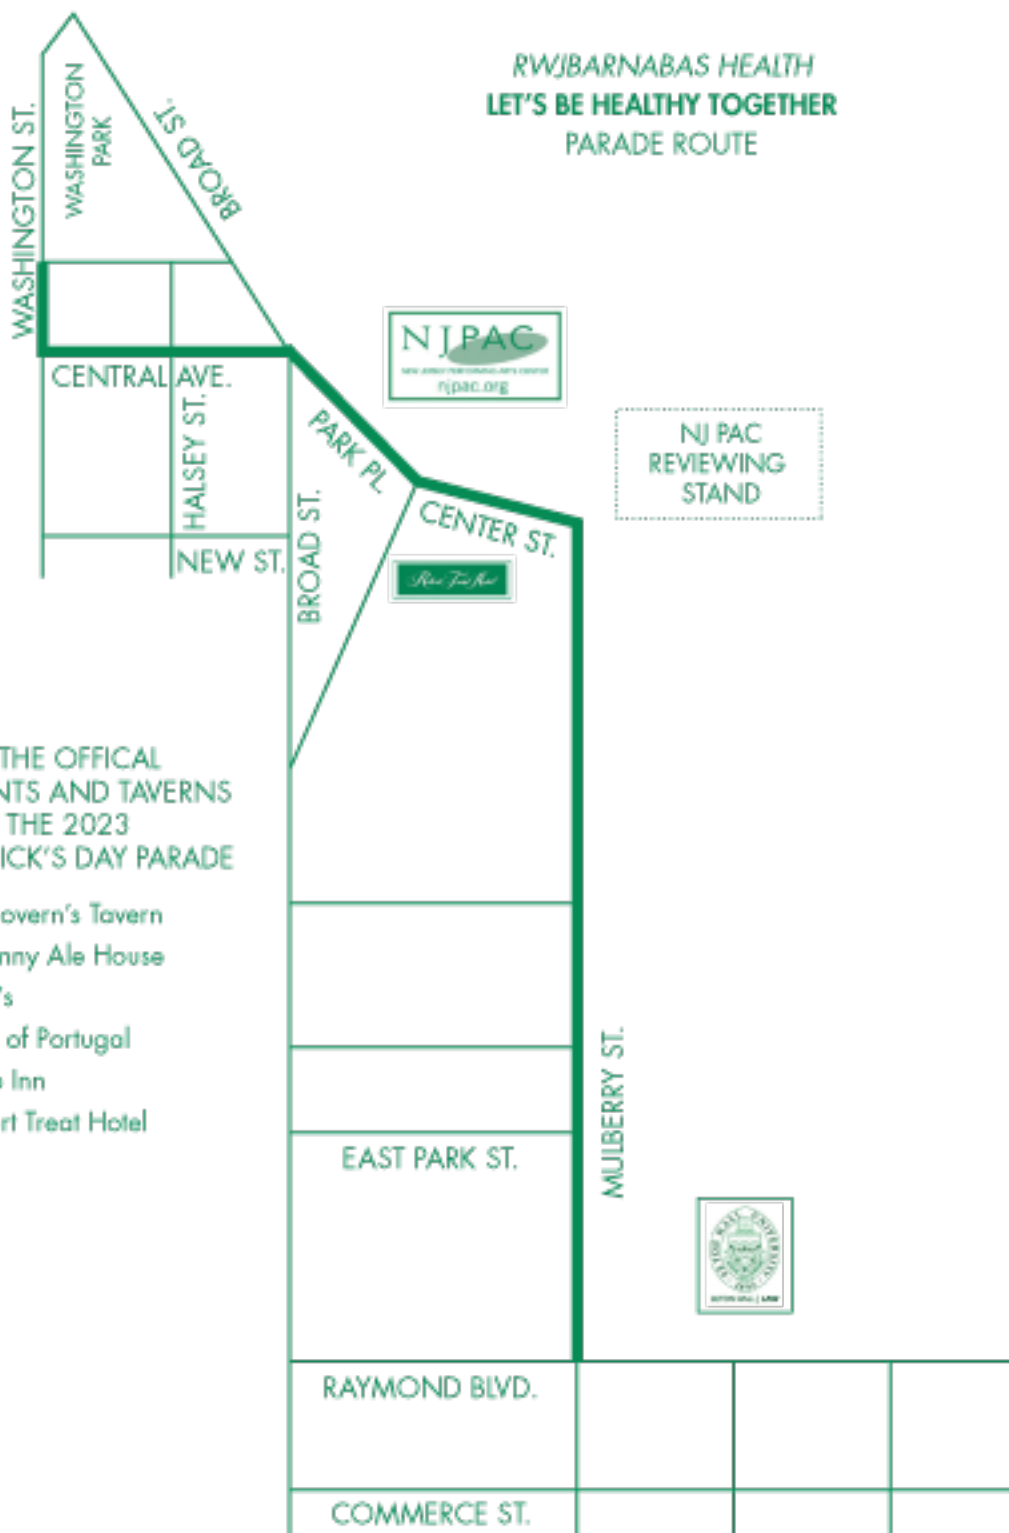 RWJBARNABAS HEALTH
LET'S BE HEALTHY TOGETHER
PARADE ROUTE
WASHINGTON ST.
WASHINGTON
PARK
BROAD ST.
NJPAC
njpac.org
CENTRAL AVE.
HALSEY ST.
PARK PL.
NJ PAC
REVIEWING
STAND
CENTER ST.
NEW ST.
BROAD ST.
THE OFFICAL
NTS AND TAVERNS
THE 2023
ICK'S DAY PARADE
overn's Tavern
nny Ale House
's
of Portugal
Inn
rt Treat Hotel
MULBERRY ST.
EAST PARK ST.
SETON HALL UNIVERSITY
RAYMOND BLVD.
COMMERCE ST.